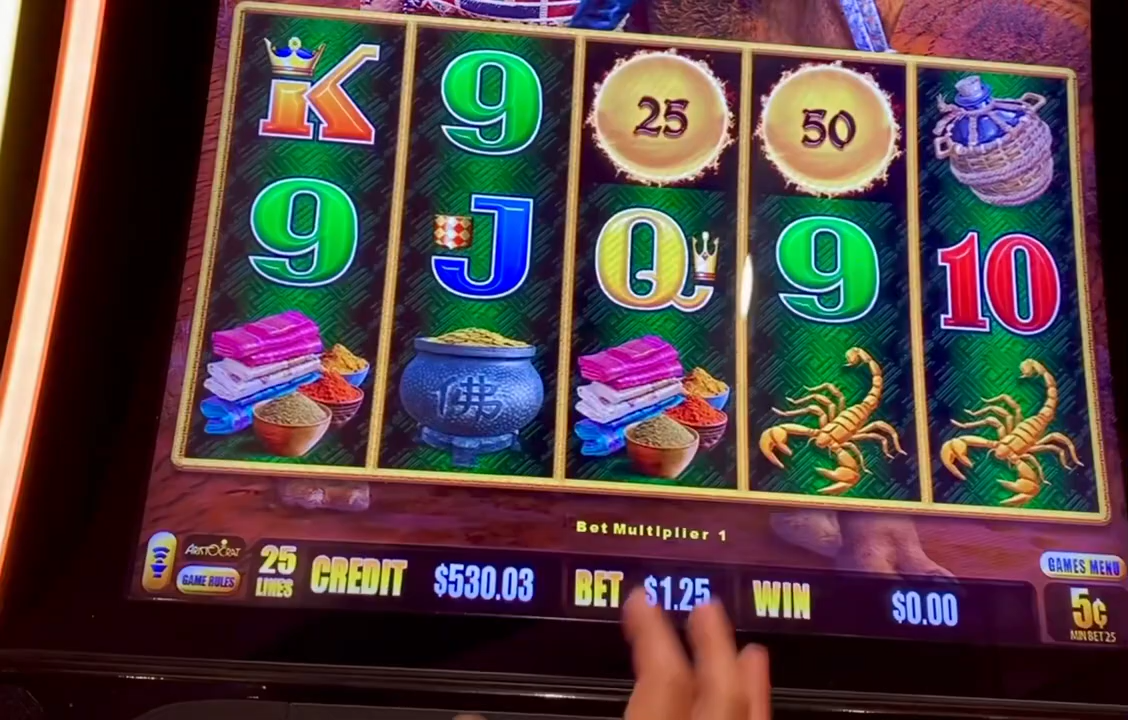 K 9 25 50
9 J Q 9 10
佛
Bet Multiplier 1
ARISTOCRAT
GAME RULES
25 LINES CREDIT $530.03 BET $1.25 WIN $0.00
GAMES MENU
5¢
MIN BET 25